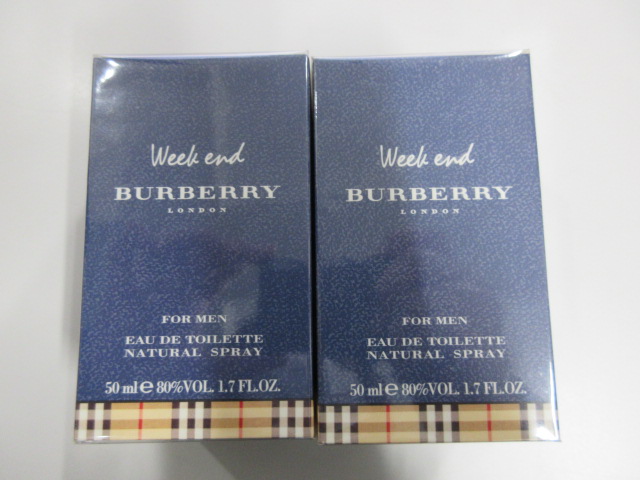 Week end
BURBERRY
LONDON
FOR MEN
EAU DE TOILETTE
NATURAL SPRAY
50 ml e 80%VOL. 1.7 FL.OZ.
Week end
BURBERRY
LONDON
FOR MEN
EAU DE TOILETTE
NATURAL SPRAY
50 ml e 80%VOL. 1.7 FL.OZ.